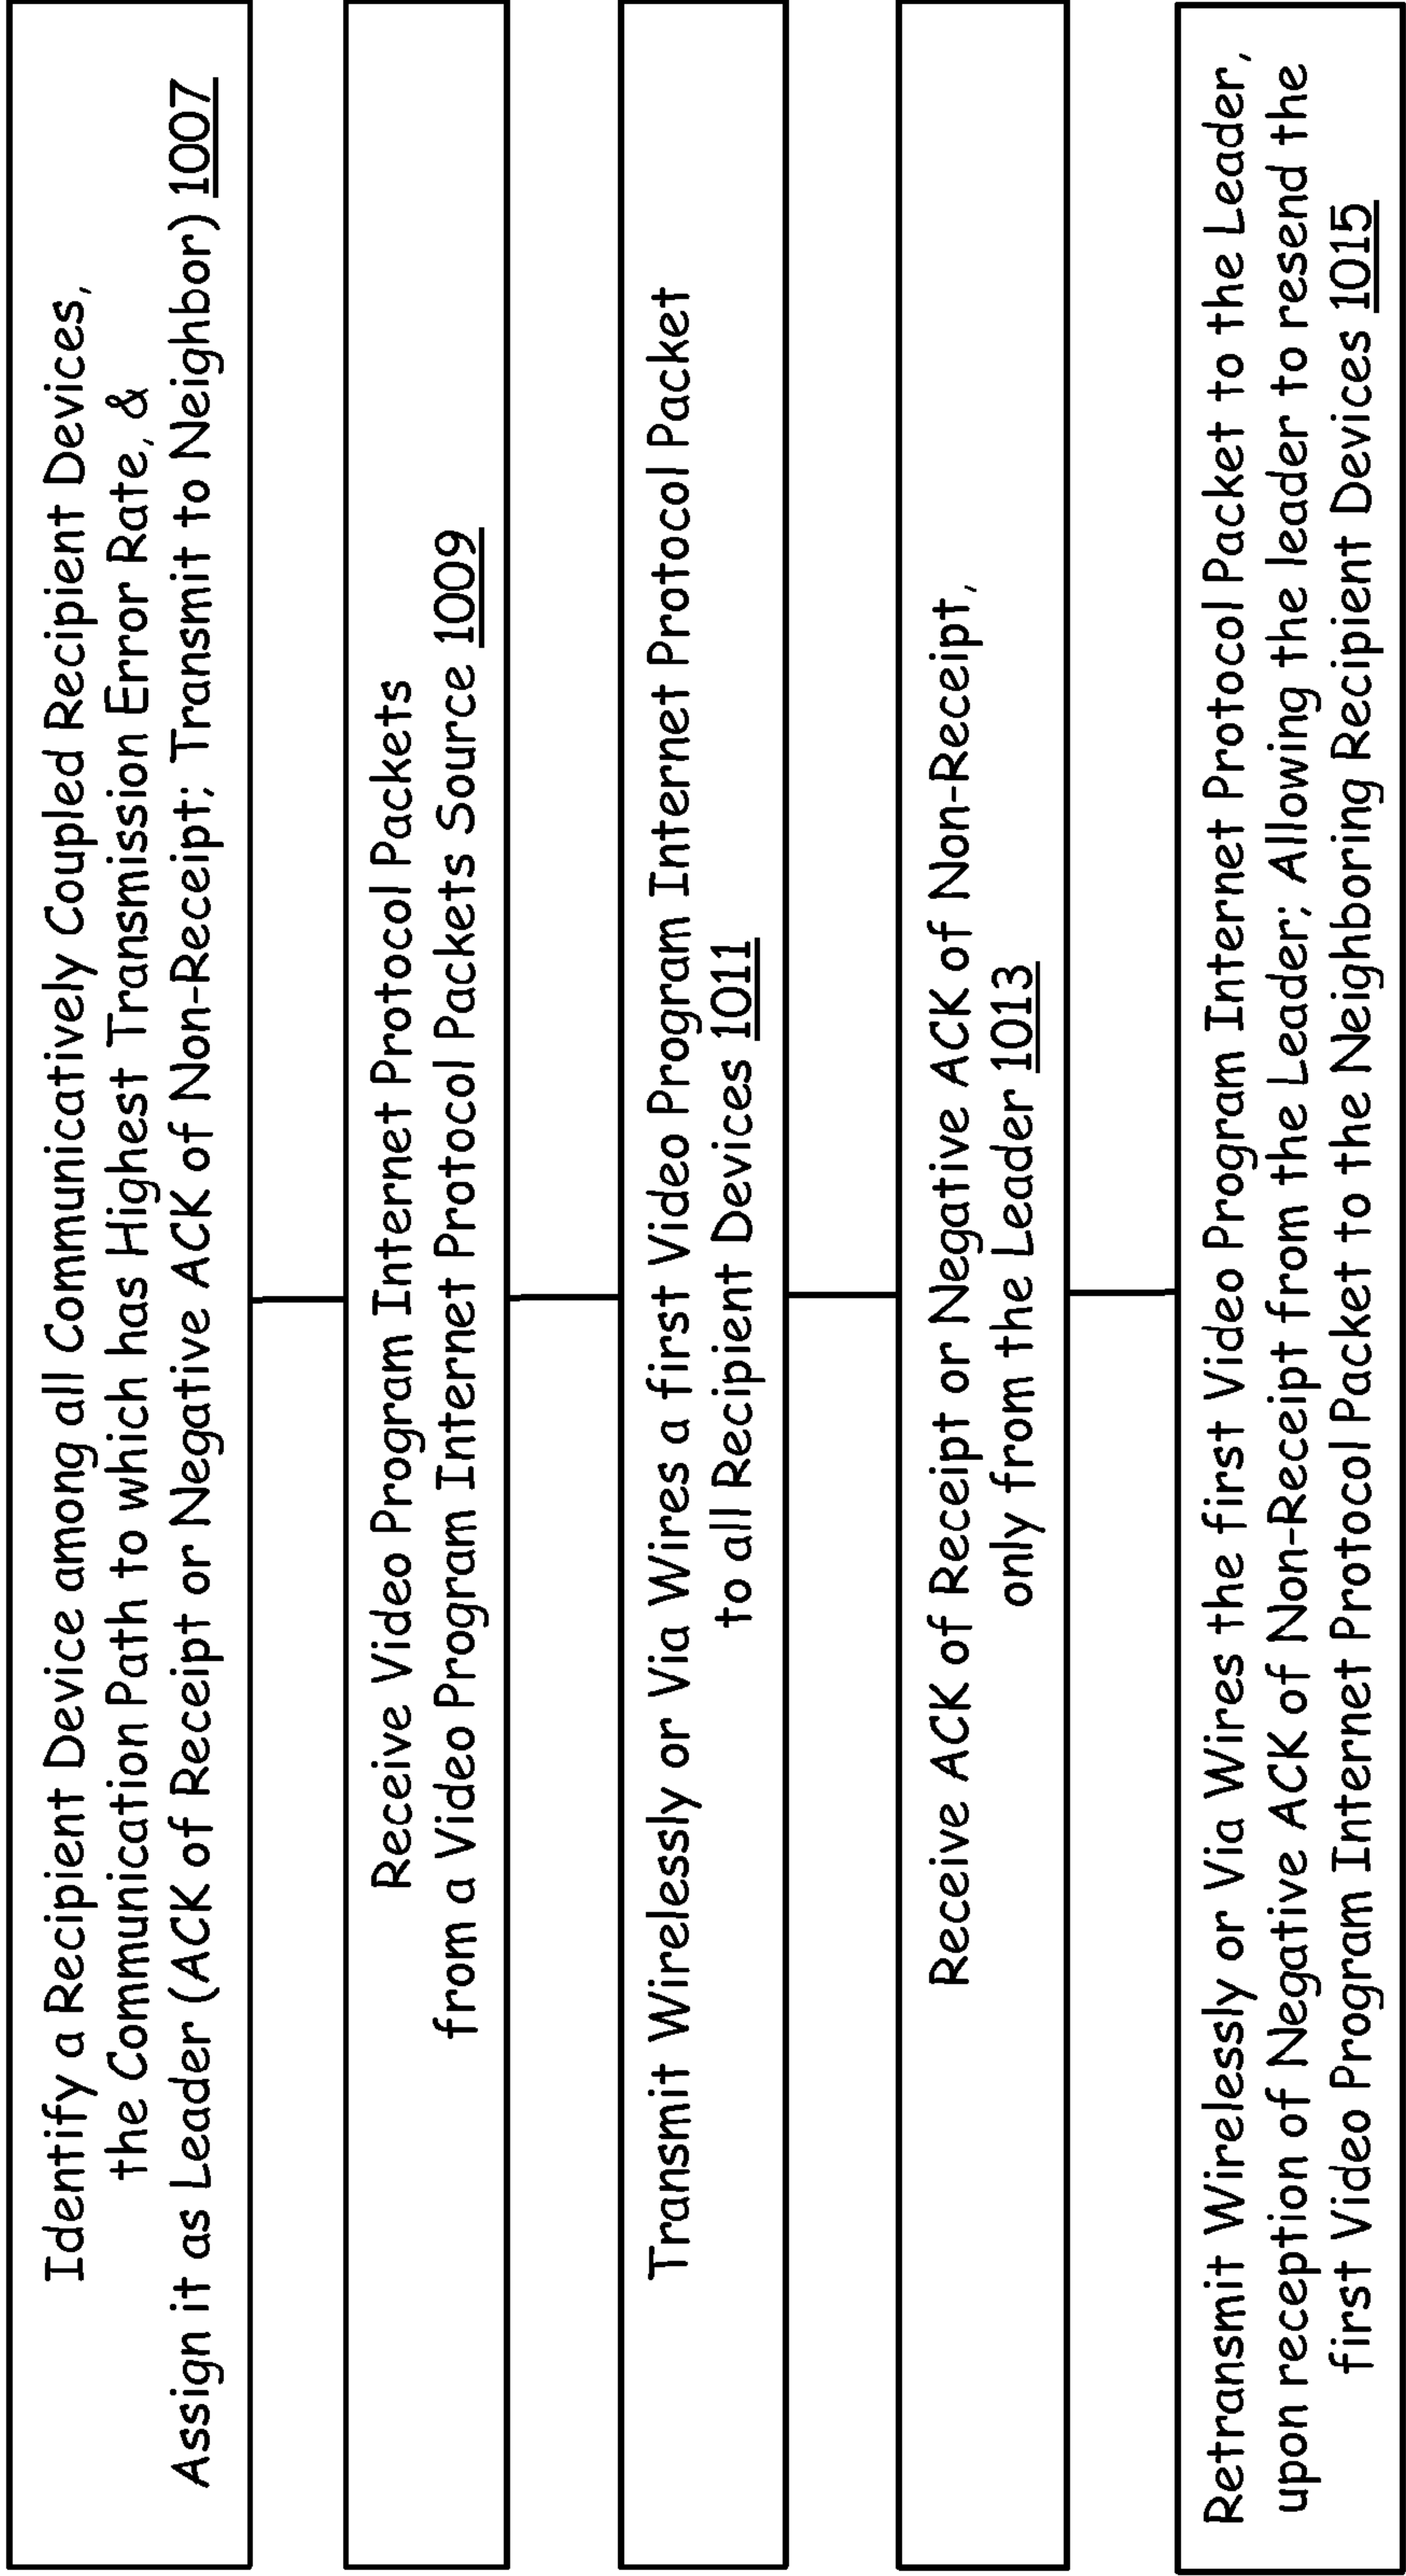 Identify a Recipient Device among all Communicatively Coupled Recipient Devices,
the Communication Path to which has Highest Transmission Error Rate, &
Assign it as Leader (ACK of Receipt or Negative ACK of Non-Receipt; Transmit to Neighbor) 1007
Receive Video Program Internet Protocol Packets
from a Video Program Internet Protocol Packets Source 1009
Transmit Wirelessly or Via Wires a first Video Program Internet Protocol Packet
to all Recipient Devices 1011
Receive ACK of Receipt or Negative ACK of Non-Receipt,
only from the Leader 1013
Retransmit Wirelessly or Via Wires the first Video Program Internet Protocol Packet to the Leader,
upon reception of Negative ACK of Non-Receipt from the Leader; Allowing the leader to resend the
first Video Program Internet Protocol Packet to the Neighboring Recipient Devices 1015